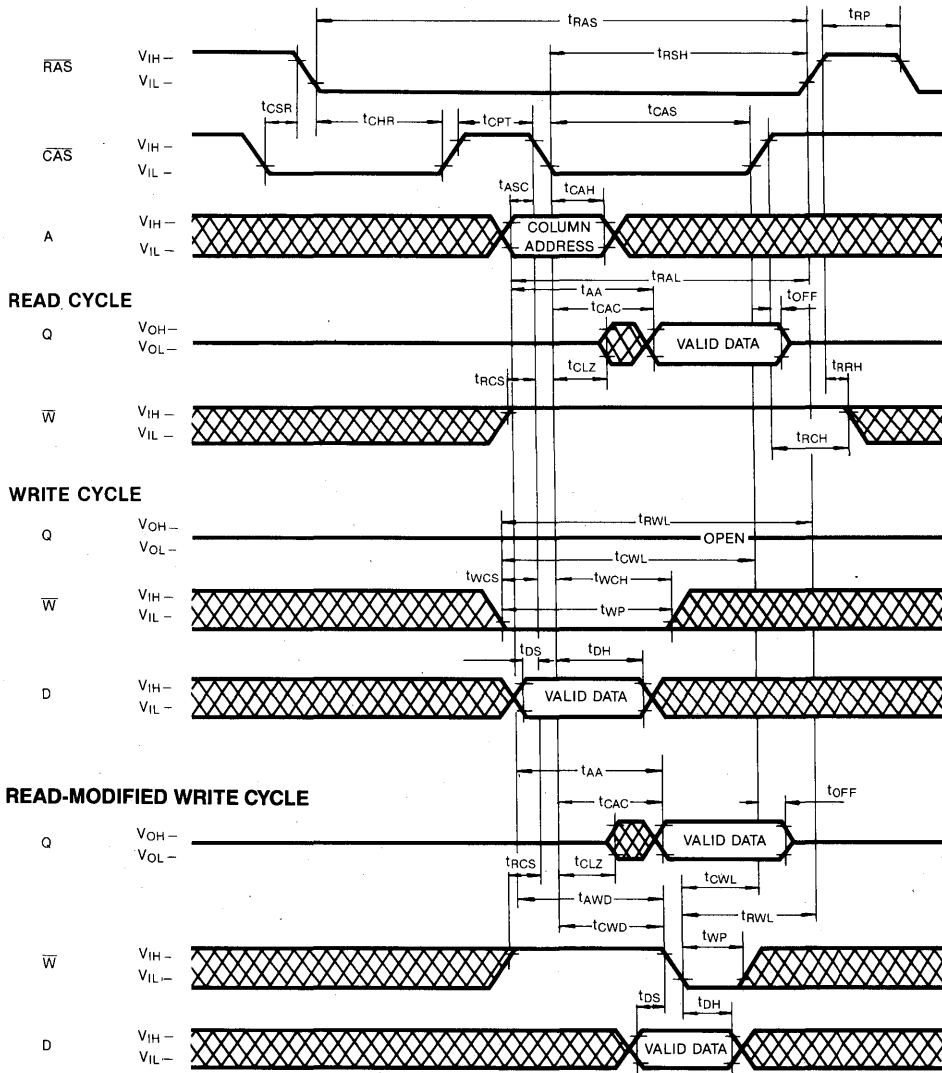 tRAS
tRP
RAS
VIH –
VIL –
tRSH
tCSR
tCHR
tCPT
tCAS
CAS
VIH –
VIL –
tASC
tCAH
A
VIH –
VIL –
COLUMN
ADDRESS
tRAL
tAA
READ CYCLE
tCAC
tOFF
Q
VOH –
VOL –
VALID DATA
tRCS
tCLZ
tRRH
W
VIH –
VIL –
tRCH
WRITE CYCLE
tRWL
Q
VOH –
VOL –
OPEN
tCWL
tWCS
tWCH
W
VIH –
VIL –
tWP
tDS
tDH
D
VIH –
VIL –
VALID DATA
tAA
READ-MODIFIED WRITE CYCLE
tCAC
tOFF
Q
VOH –
VOL –
VALID DATA
tRCS
tCLZ
tCWL
tAWD
tRWL
tCWD
tWP
W
VIH –
VIL –
tDS
tDH
D
VIH –
VIL –
VALID DATA